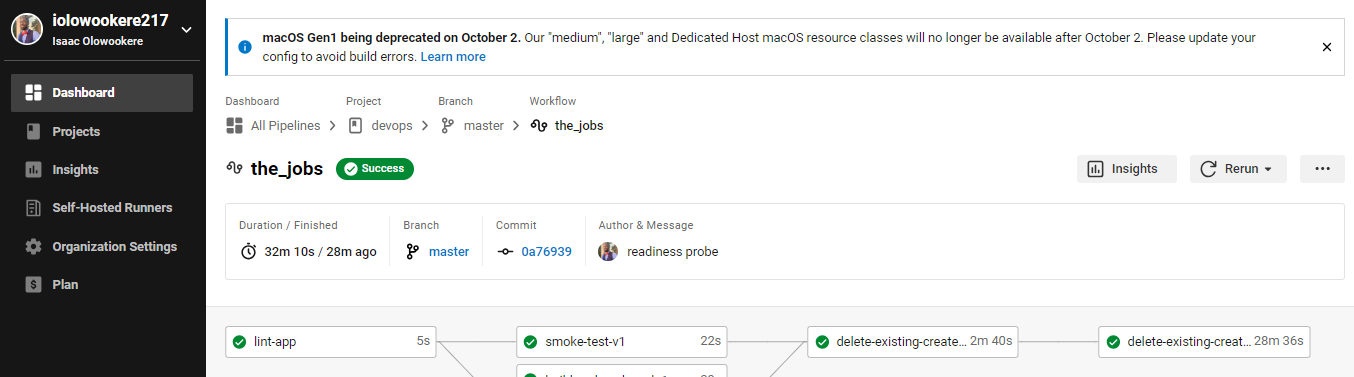 iolowookere217
Isaac Olowookere
Dashboard
Projects
Insights
Self-Hosted Runners
Organization Settings
Plan
macOS Gen1 being deprecated on October 2. Our "medium", "large" and Dedicated Host macOS resource classes will no longer be available after October 2. Please update your
config to avoid build errors. Learn more
Dashboard Project Branch Workflow
All Pipelines devops master the_jobs
the_jobs Success Insights Rerun
Duration / Finished Branch Commit Author & Message
32m 10s / 28m ago master 0a76939 readiness probe
lint-app 5s smoke-test-v1 22s delete-existing-create... 2m 40s delete-existing-creat... 28m 36s